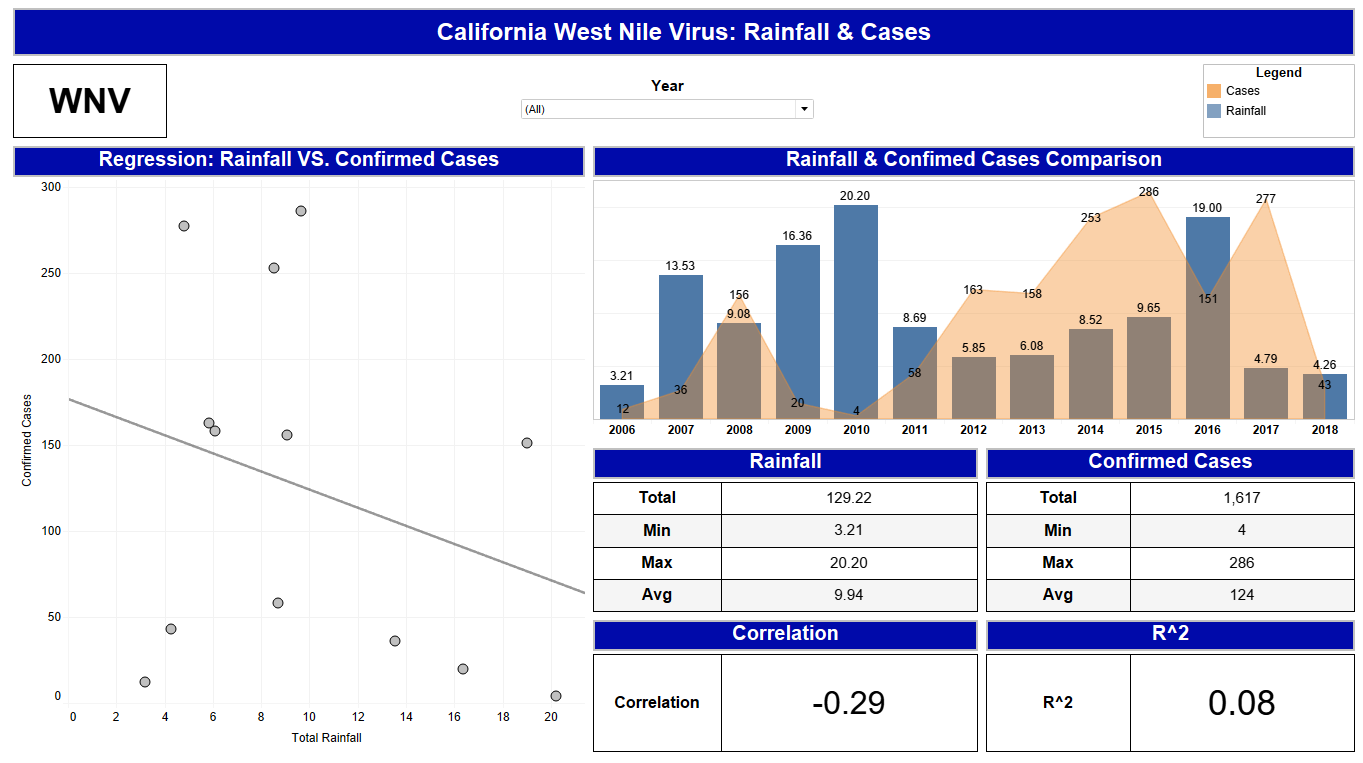 California West Nile Virus: Rainfall & Cases
WNV
Year
(All)
Legend
Cases
Rainfall
Regression: Rainfall VS. Confirmed Cases
300
250
200
150
100
50
0
Confirmed Cases
0 2 4 6 8 10 12 14 16 18 20
Total Rainfall
Rainfall & Confimed Cases Comparison
3.21 13.53 9.08 16.36 20.20 8.69 5.85 6.08 8.52 9.65 19.00 4.79 4.26
12 36 156 20 4 58 163 158 253 286 151 277 43
2006 2007 2008 2009 2010 2011 2012 2013 2014 2015 2016 2017 2018
Rainfall
Total 129.22
Min 3.21
Max 20.20
Avg 9.94
Confirmed Cases
Total 1,617
Min 4
Max 286
Avg 124
Correlation
Correlation -0.29
R^2
R^2 0.08